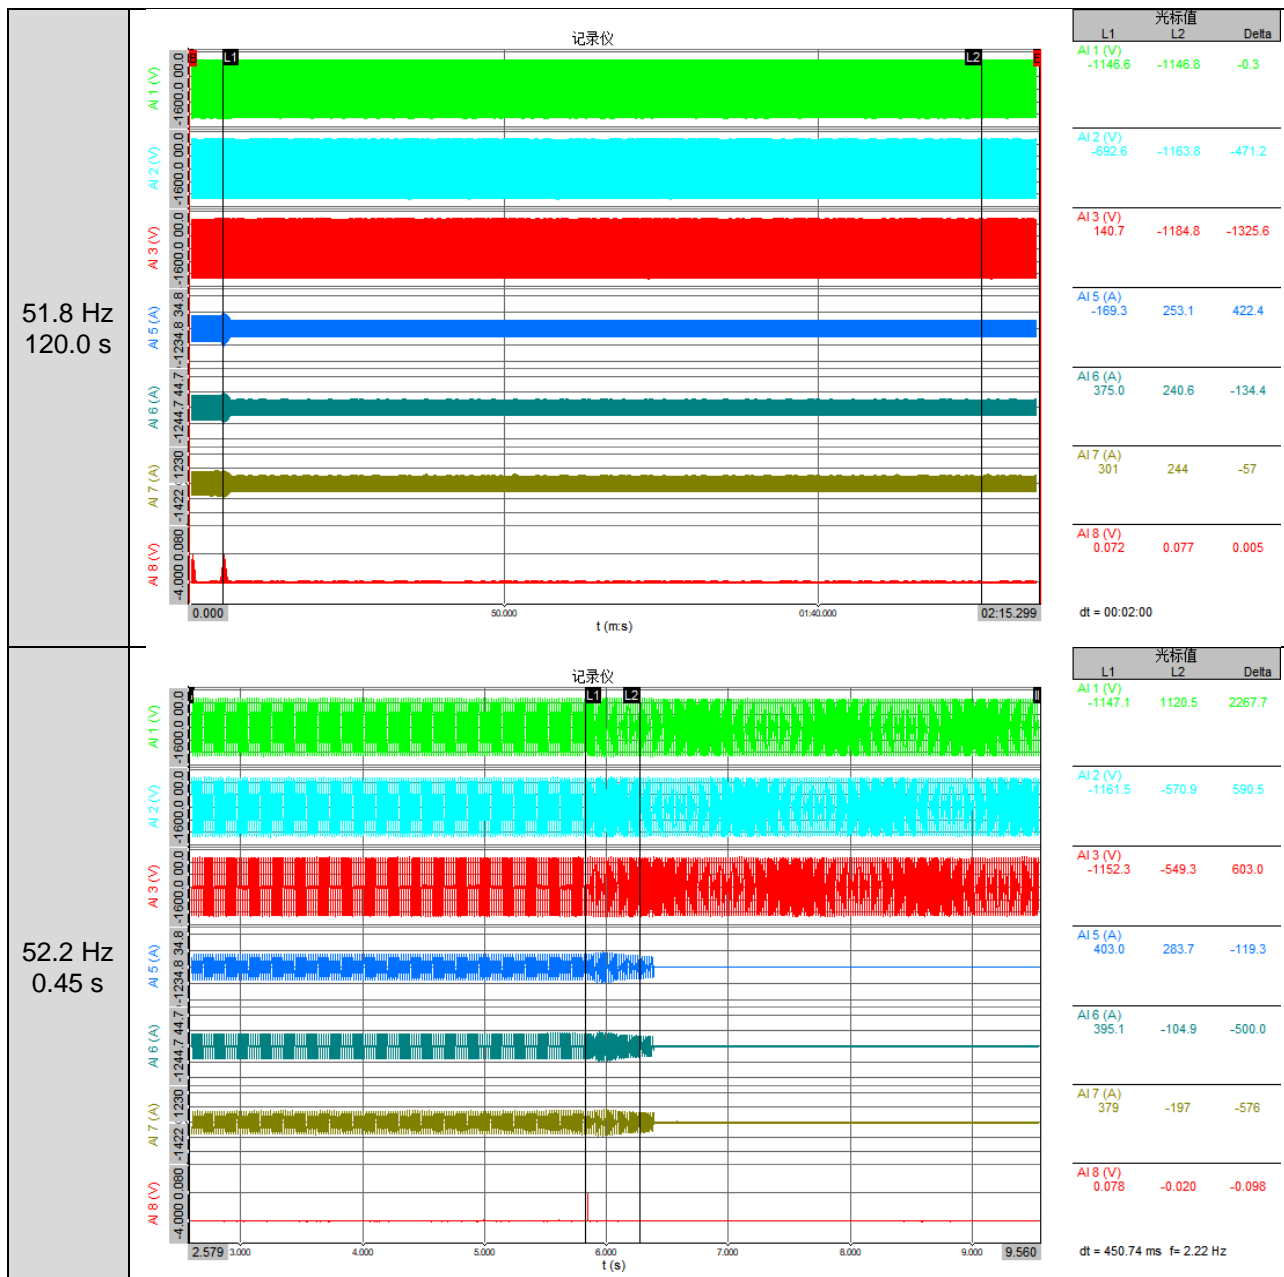 51.8 Hz
120.0 s
记录仪
L1
L2
AI 1 (V)
-1600.0 00.0
AI 2 (V)
-1600.0 00.0
AI 3 (V)
-1600.0 00.0
AI 5 (A)
-1234.8 34.8
AI 6 (A)
-1244.7 44.7
AI 7 (A)
-1422 1230
AI 8 (V)
-4.000 0.080
0.000
50.000
01:40.000
02:15.299
t (m:s)
光标值
L1 L2 Delta
AI 1 (V)
-1146.6 -1146.8 -0.3
AI 2 (V)
-692.6 -1163.8 -471.2
AI 3 (V)
140.7 -1184.8 -1325.6
AI 5 (A)
-169.3 253.1 422.4
AI 6 (A)
375.0 240.6 -134.4
AI 7 (A)
301 244 -57
AI 8 (V)
0.072 0.077 0.005
dt = 00:02:00
52.2 Hz
0.45 s
记录仪
L1
L2
AI 1 (V)
-1600.0 00.0
AI 2 (V)
-1600.0 00.0
AI 3 (V)
-1600.0 00.0
AI 5 (A)
-1234.8 34.8
AI 6 (A)
-1244.7 44.7
AI 7 (A)
-1422 1230
AI 8 (V)
-4.000 0.080
2.579
3.000
4.000
5.000
6.000
7.000
8.000
9.000
9.560
t (s)
光标值
L1 L2 Delta
AI 1 (V)
-1147.1 1120.5 2267.7
AI 2 (V)
-1161.5 -570.9 590.5
AI 3 (V)
-1152.3 -549.3 603.0
AI 5 (A)
403.0 283.7 -119.3
AI 6 (A)
395.1 -104.9 -500.0
AI 7 (A)
379 -197 -576
AI 8 (V)
0.078 -0.020 -0.098
dt = 450.74 ms f= 2.22 Hz